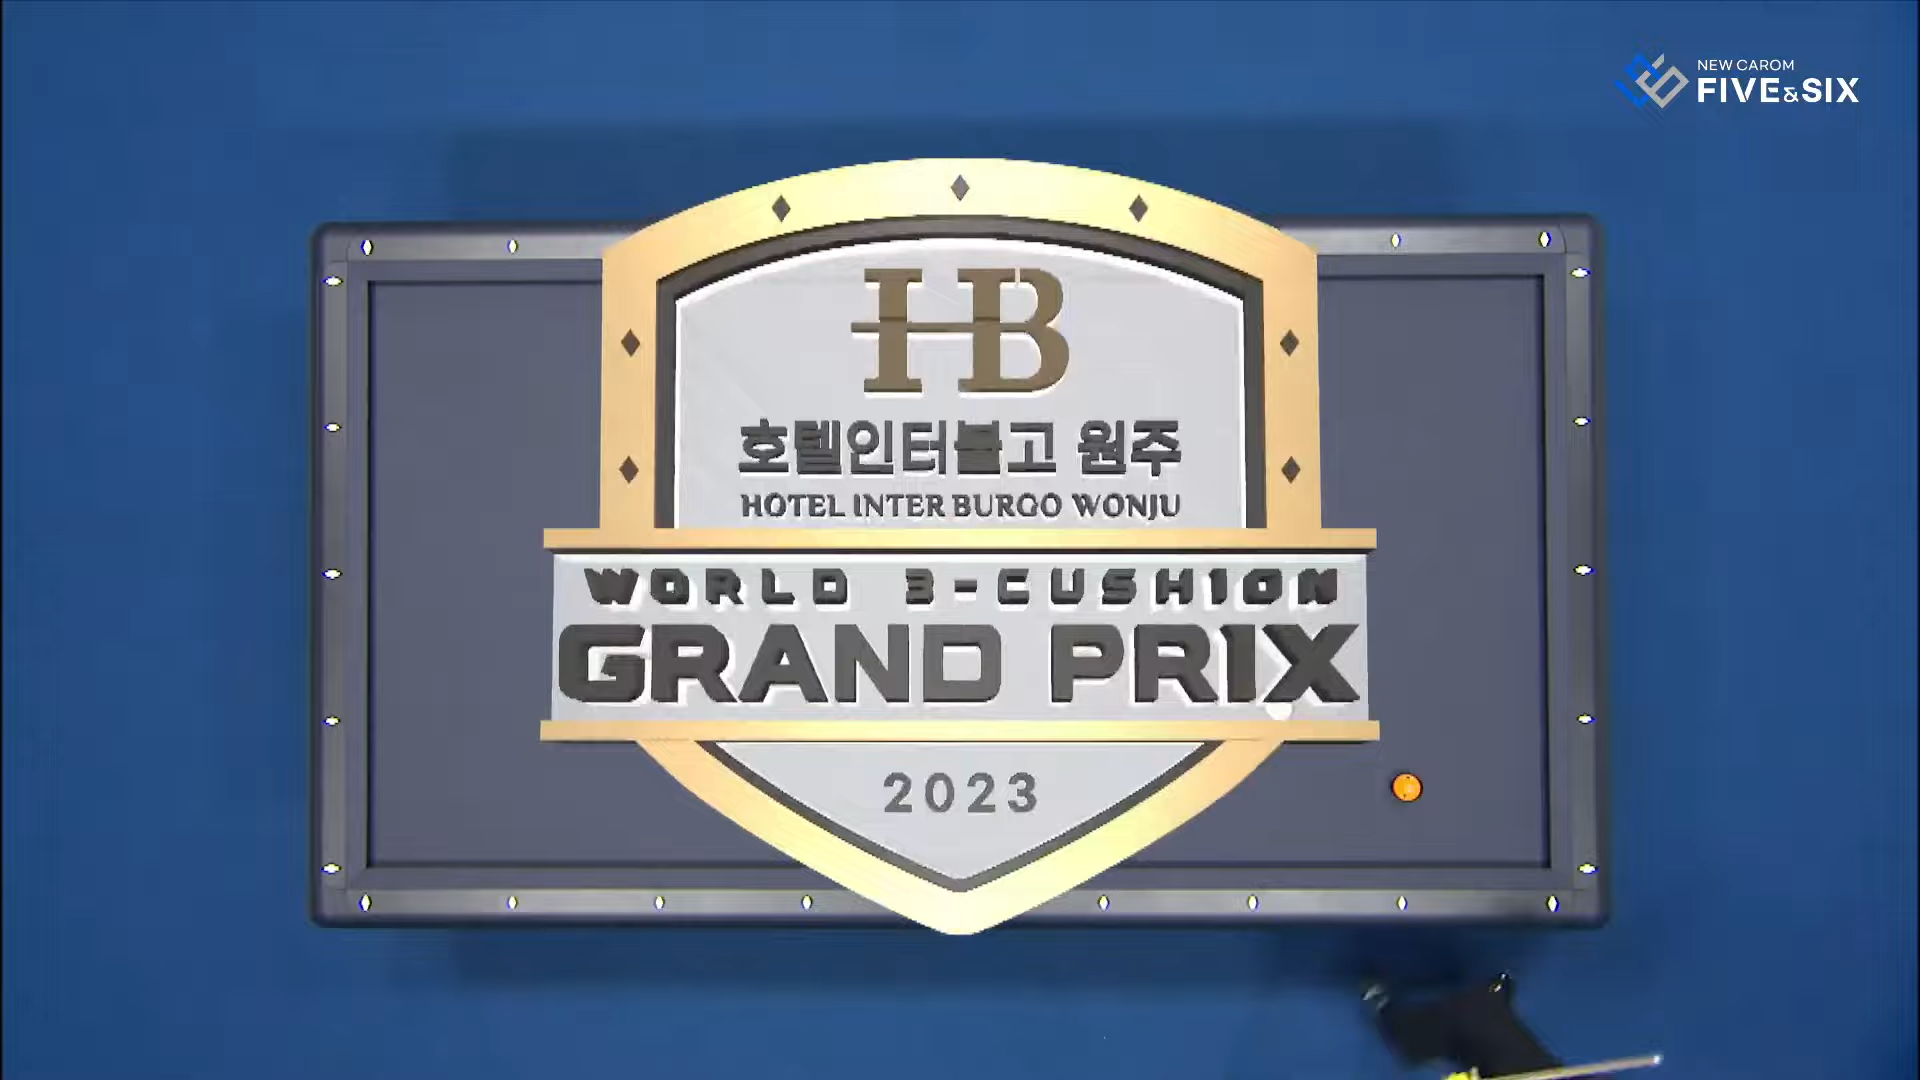 NEW CAROM
FIVE&SIX
HB
호텔인터불고 원주
HOTEL INTER BURGO WONJU
WORLD 3-CUSHION
GRAND PRIX
2023